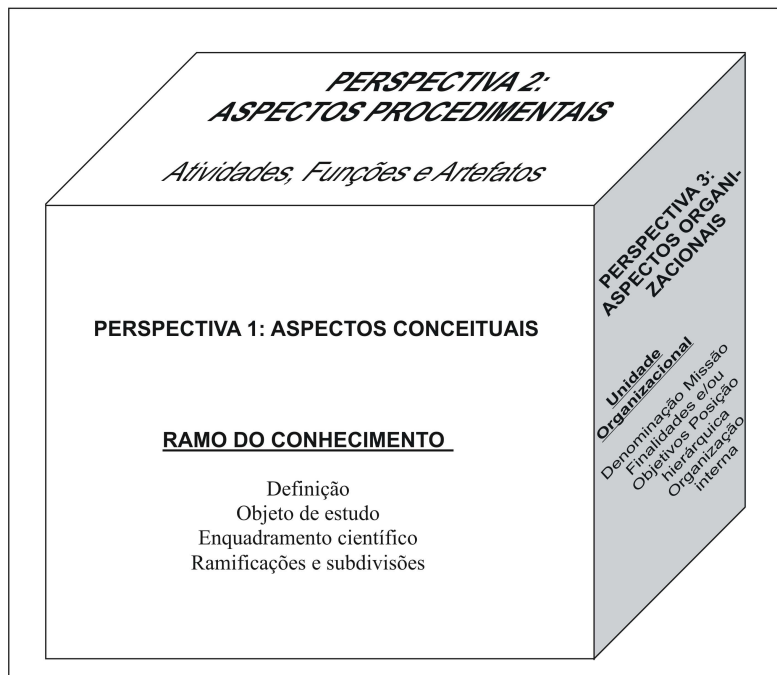 PERSPECTIVA 2:
ASPECTOS PROCEDIMENTAIS
Atividades, Funções e Artefatos
PERSPECTIVA 1: ASPECTOS CONCEITUAIS
RAMO DO CONHECIMENTO
Definição
Objeto de estudo
Enquadramento científico
Ramificações e subdivisões
PERSPECTIVA 3:
ASPECTOS ORGANI-
ZACIONAIS
Unidade
Organizacional
Denominação Missão
Finalidades e/ou
Objetivos Posição
hierárquica
Organização
interna